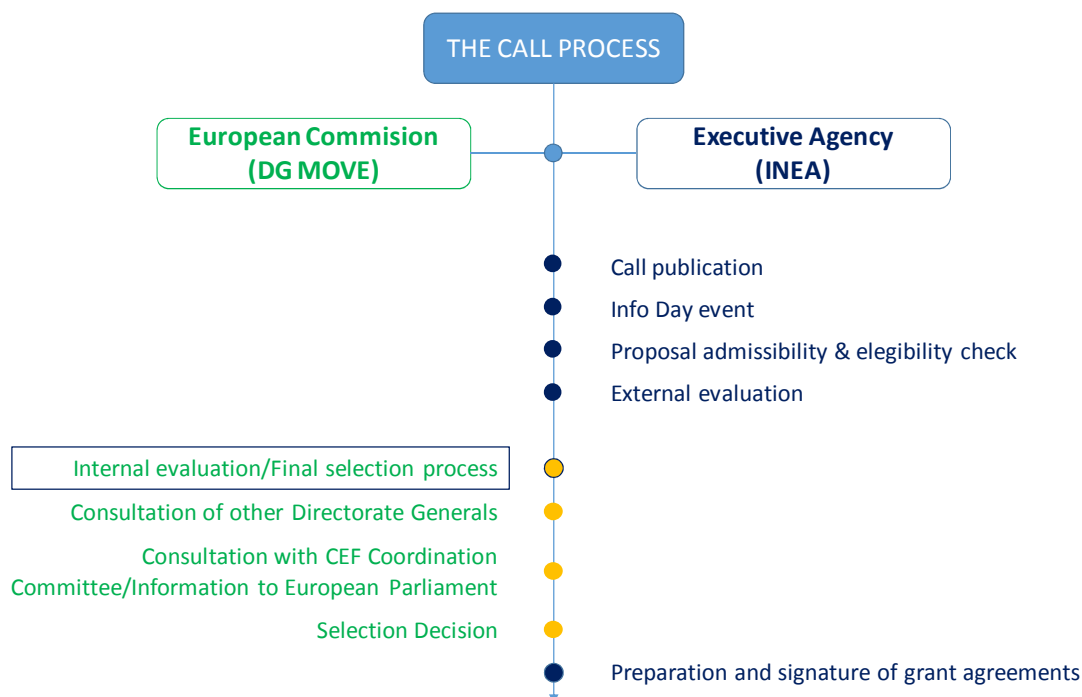 THE CALL PROCESS
European Commision
(DG MOVE)
Executive Agency
(INEA)
Call publication
Info Day event
Proposal admissibility & elegibility check
External evaluation
Internal evaluation/Final selection process
Consultation of other Directorate Generals
Consultation with CEF Coordination
Committee/Information to European Parliament
Selection Decision
Preparation and signature of grant agreements